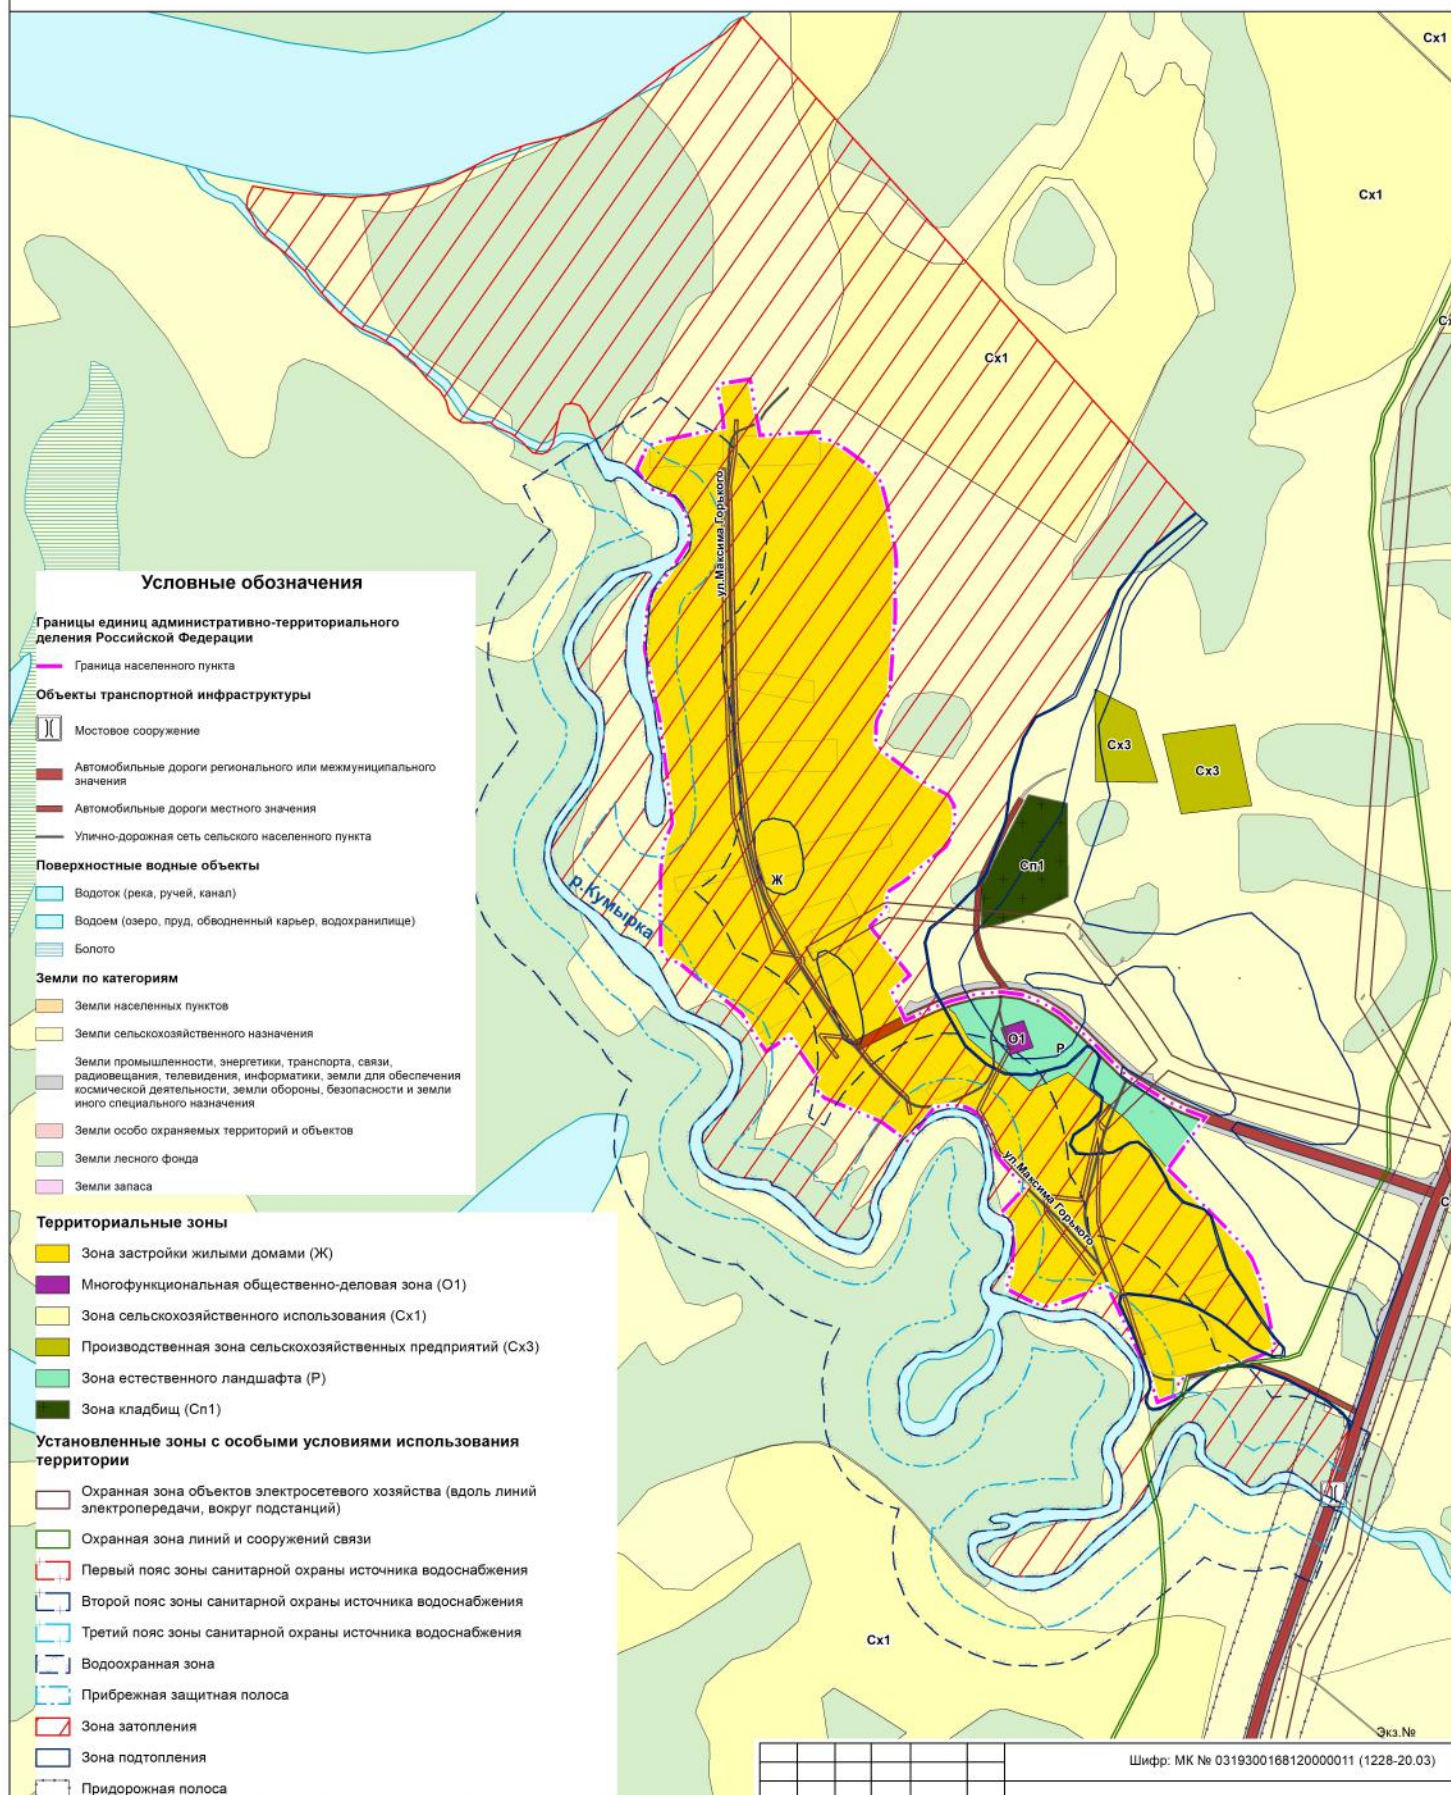 Сх1
Сх1
Сх1
ул.Максима Горького
Условные обозначения
Границы единиц административно-территориального
деления Российской Федерации
Граница населенного пункта
Объекты транспортной инфраструктуры
Мостовое сооружение
Автомобильные дороги регионального или межмуниципального
значения
Автомобильные дороги местного значения
Улично-дорожная сеть сельского населенного пункта
Поверхностные водные объекты
Водоток (река, ручей, канал)
Водоем (озеро, пруд, обводненный карьер, водохранилище)
Болото
Земли по категориям
Земли населенных пунктов
Земли сельскохозяйственного назначения
Земли промышленности, энергетики, транспорта, связи,
радиовещания, телевидения, информатики, земли для обеспечения
космической деятельности, земли обороны, безопасности и земли
иного специального назначения
Земли особо охраняемых территорий и объектов
Земли лесного фонда
Земли запаса
Сх3
Сх3
Сп1
Ж
р.Кумырка
О1
Р
ул.Максима Горького
Территориальные зоны
Зона застройки жилыми домами (Ж)
Многофункциональная общественно-деловая зона (О1)
Зона сельскохозяйственного использования (Сх1)
Производственная зона сельскохозяйственных предприятий (Сх3)
Зона естественного ландшафта (Р)
Зона кладбищ (Сп1)
Установленные зоны с особыми условиями использования
территории
Охранная зона объектов электросетевого хозяйства (вдоль линий
электропередачи, вокруг подстанций)
Охранная зона линий и сооружений связи
Первый пояс зоны санитарной охраны источника водоснабжения
Второй пояс зоны санитарной охраны источника водоснабжения
Третий пояс зоны санитарной охраны источника водоснабжения
Водоохранная зона
Прибрежная защитная полоса
Зона затопления
Зона подтопления
Придорожная полоса
Сх1
Экз.№
Шифр: МК № 0319300168120000011 (1228-20.03)